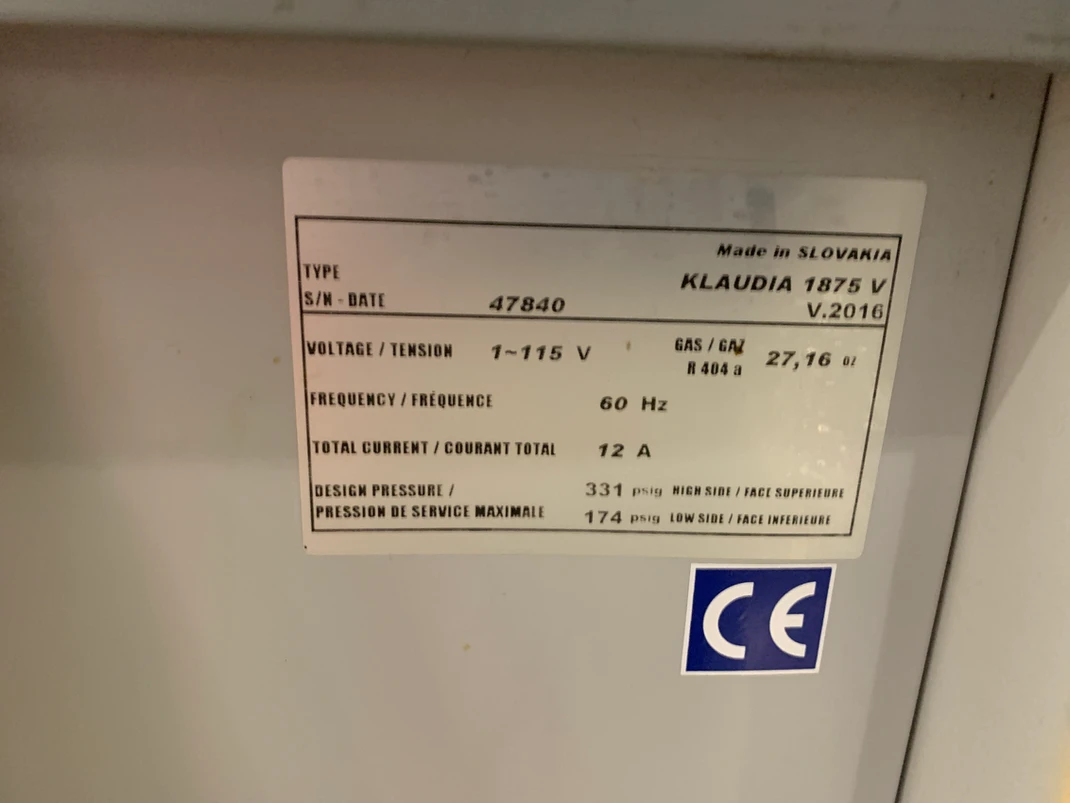 Made in SLOVAKIA
TYPE KLAUDIA 1875 V
S/N - DATE 47840 V.2016
VOLTAGE / TENSION 1~115 V GAS / GAZ R 404 a 27,16 oz
FREQUENCY / FRÉQUENCE 60 Hz
TOTAL CURRENT / COURANT TOTAL 12 A
DESIGN PRESSURE / 331 psig HIGH SIDE / FACE SUPERIEURE
PRESSION DE SERVICE MAXIMALE 174 psig LOW SIDE / FACE INFERIEURE
CE